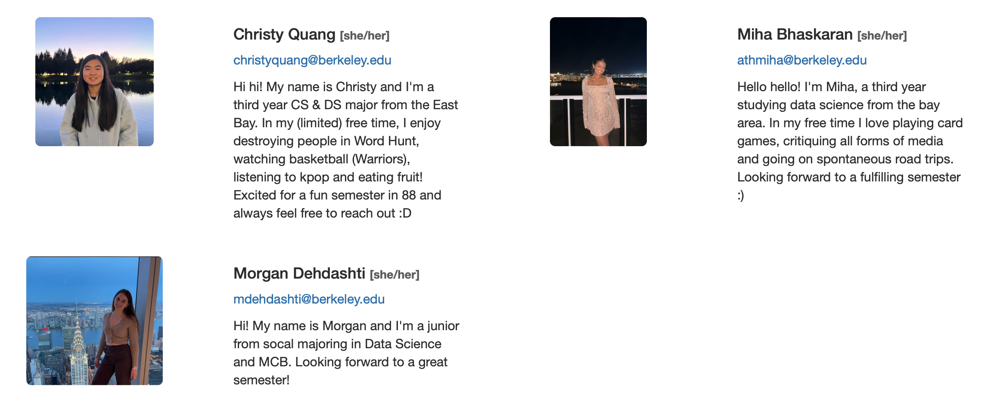 Christy Quang [she/her]
christyquang@berkeley.edu
Hi hi! My name is Christy and I'm a
third year CS & DS major from the East
Bay. In my (limited) free time, I enjoy
destroying people in Word Hunt,
watching basketball (Warriors),
listening to kpop and eating fruit!
Excited for a fun semester in 88 and
always feel free to reach out :D
Miha Bhaskaran [she/her]
athmiha@berkeley.edu
Hello hello! I'm Miha, a third year
studying data science from the bay
area. In my free time I love playing card
games, critiquing all forms of media
and going on spontaneous road trips.
Looking forward to a fulfilling semester
:)
Morgan Dehdashti [she/her]
mdehdashti@berkeley.edu
Hi! My name is Morgan and I'm a junior
from socal majoring in Data Science
and MCB. Looking forward to a great
semester!